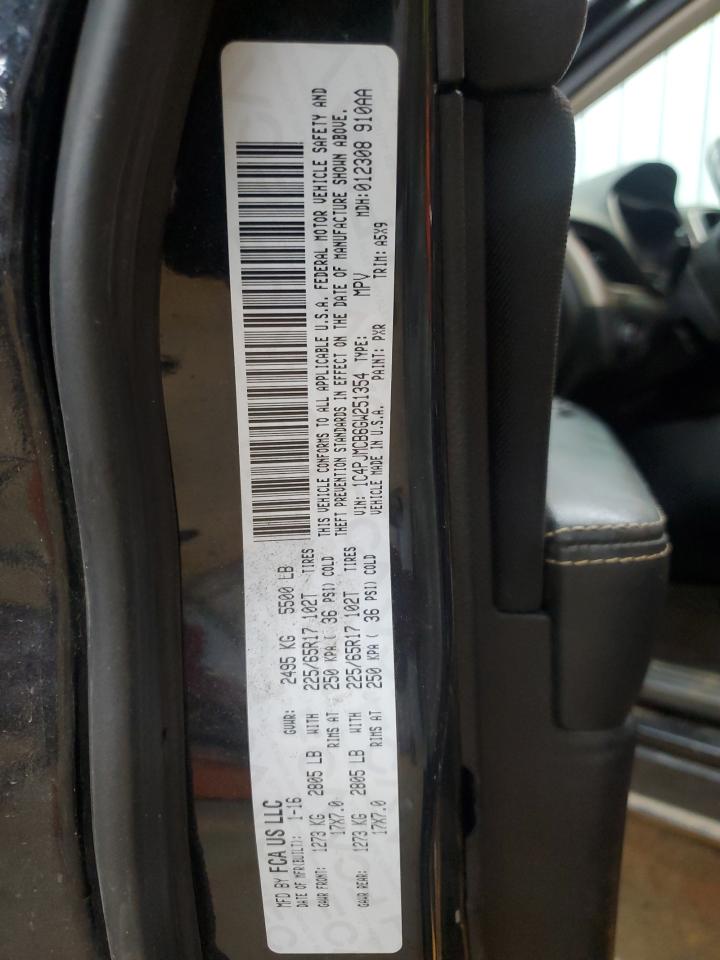 MFD BY FCA US LLC
DATE OF MFR(BUILT): 1-16 GVWR: 2495 KG 5500 LB
GAWR FRONT: 1273 KG 2805 LB WITH 225/65R17 102T TIRES
17X7.0 RIMS AT 250 KPA ( 36 PSI) COLD
GAWR REAR: 1273 KG 2805 LB WITH 225/65R17 102T TIRES
17X7.0 RIMS AT 250 KPA ( 36 PSI) COLD
THIS VEHICLE CONFORMS TO ALL APPLICABLE U.S.A. FEDERAL MOTOR VEHICLE SAFETY AND
THEFT PREVENTION STANDARDS IN EFFECT ON THE DATE OF MANUFACTURE SHOWN ABOVE.
VIN: 1C4PJMCB6GW251354 TYPE: MPV MDH:012308 910AA
VEHICLE MADE IN U.S.A. PAINT: PXR TRIM: A5X9